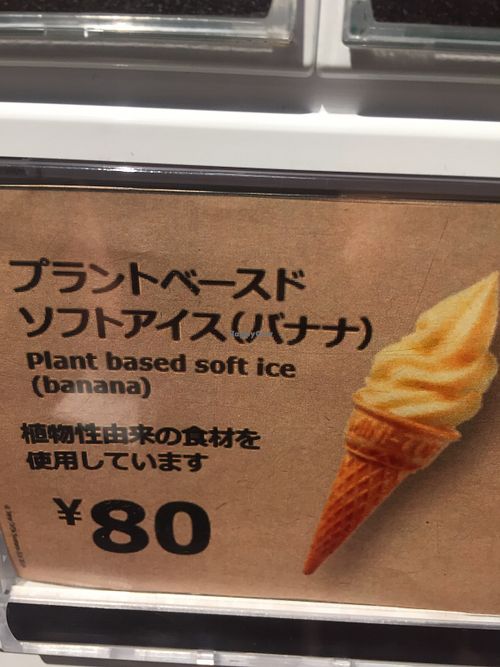 プラントベースド
ソフトアイス(バナナ)
Plant based soft ice
(banana)
植物性由来の食材を
使用しています
¥80